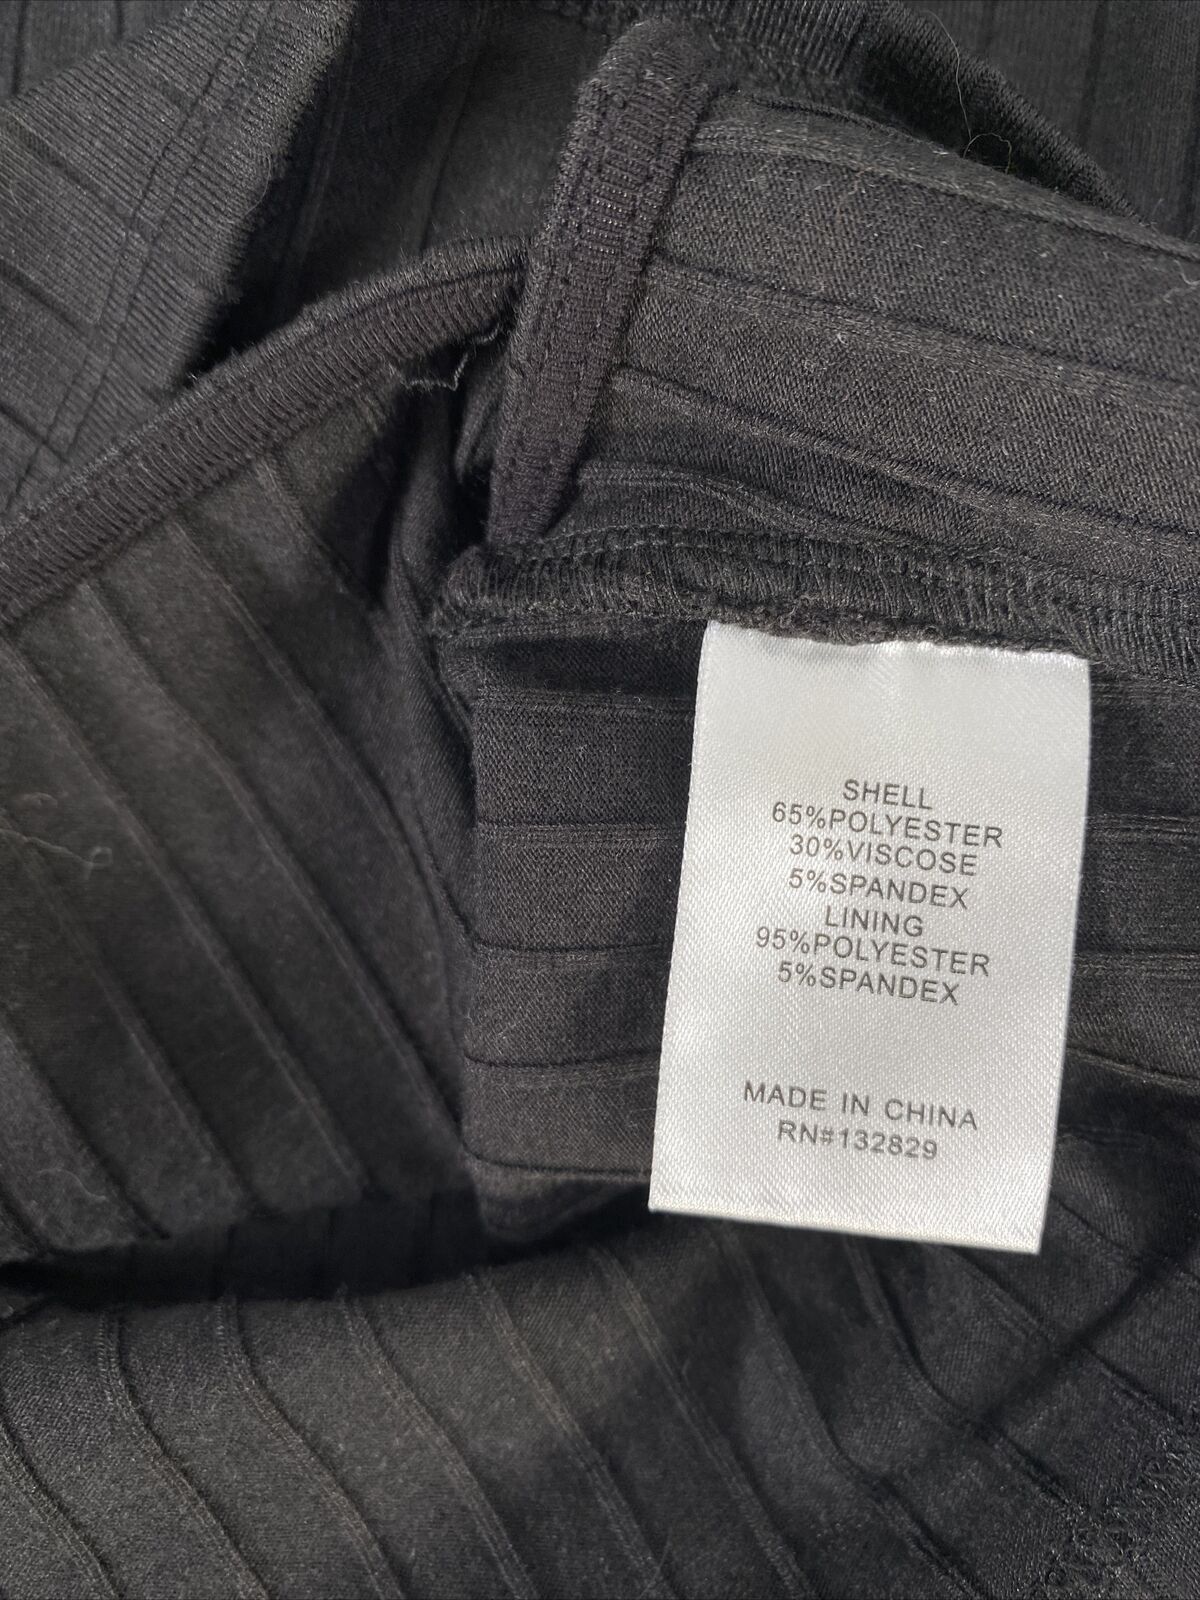 SHELL
65%POLYESTER
30%VISCOSE
5%SPANDEX
LINING
95%POLYESTER
5%SPANDEX
MADE IN CHINA
RN#132829